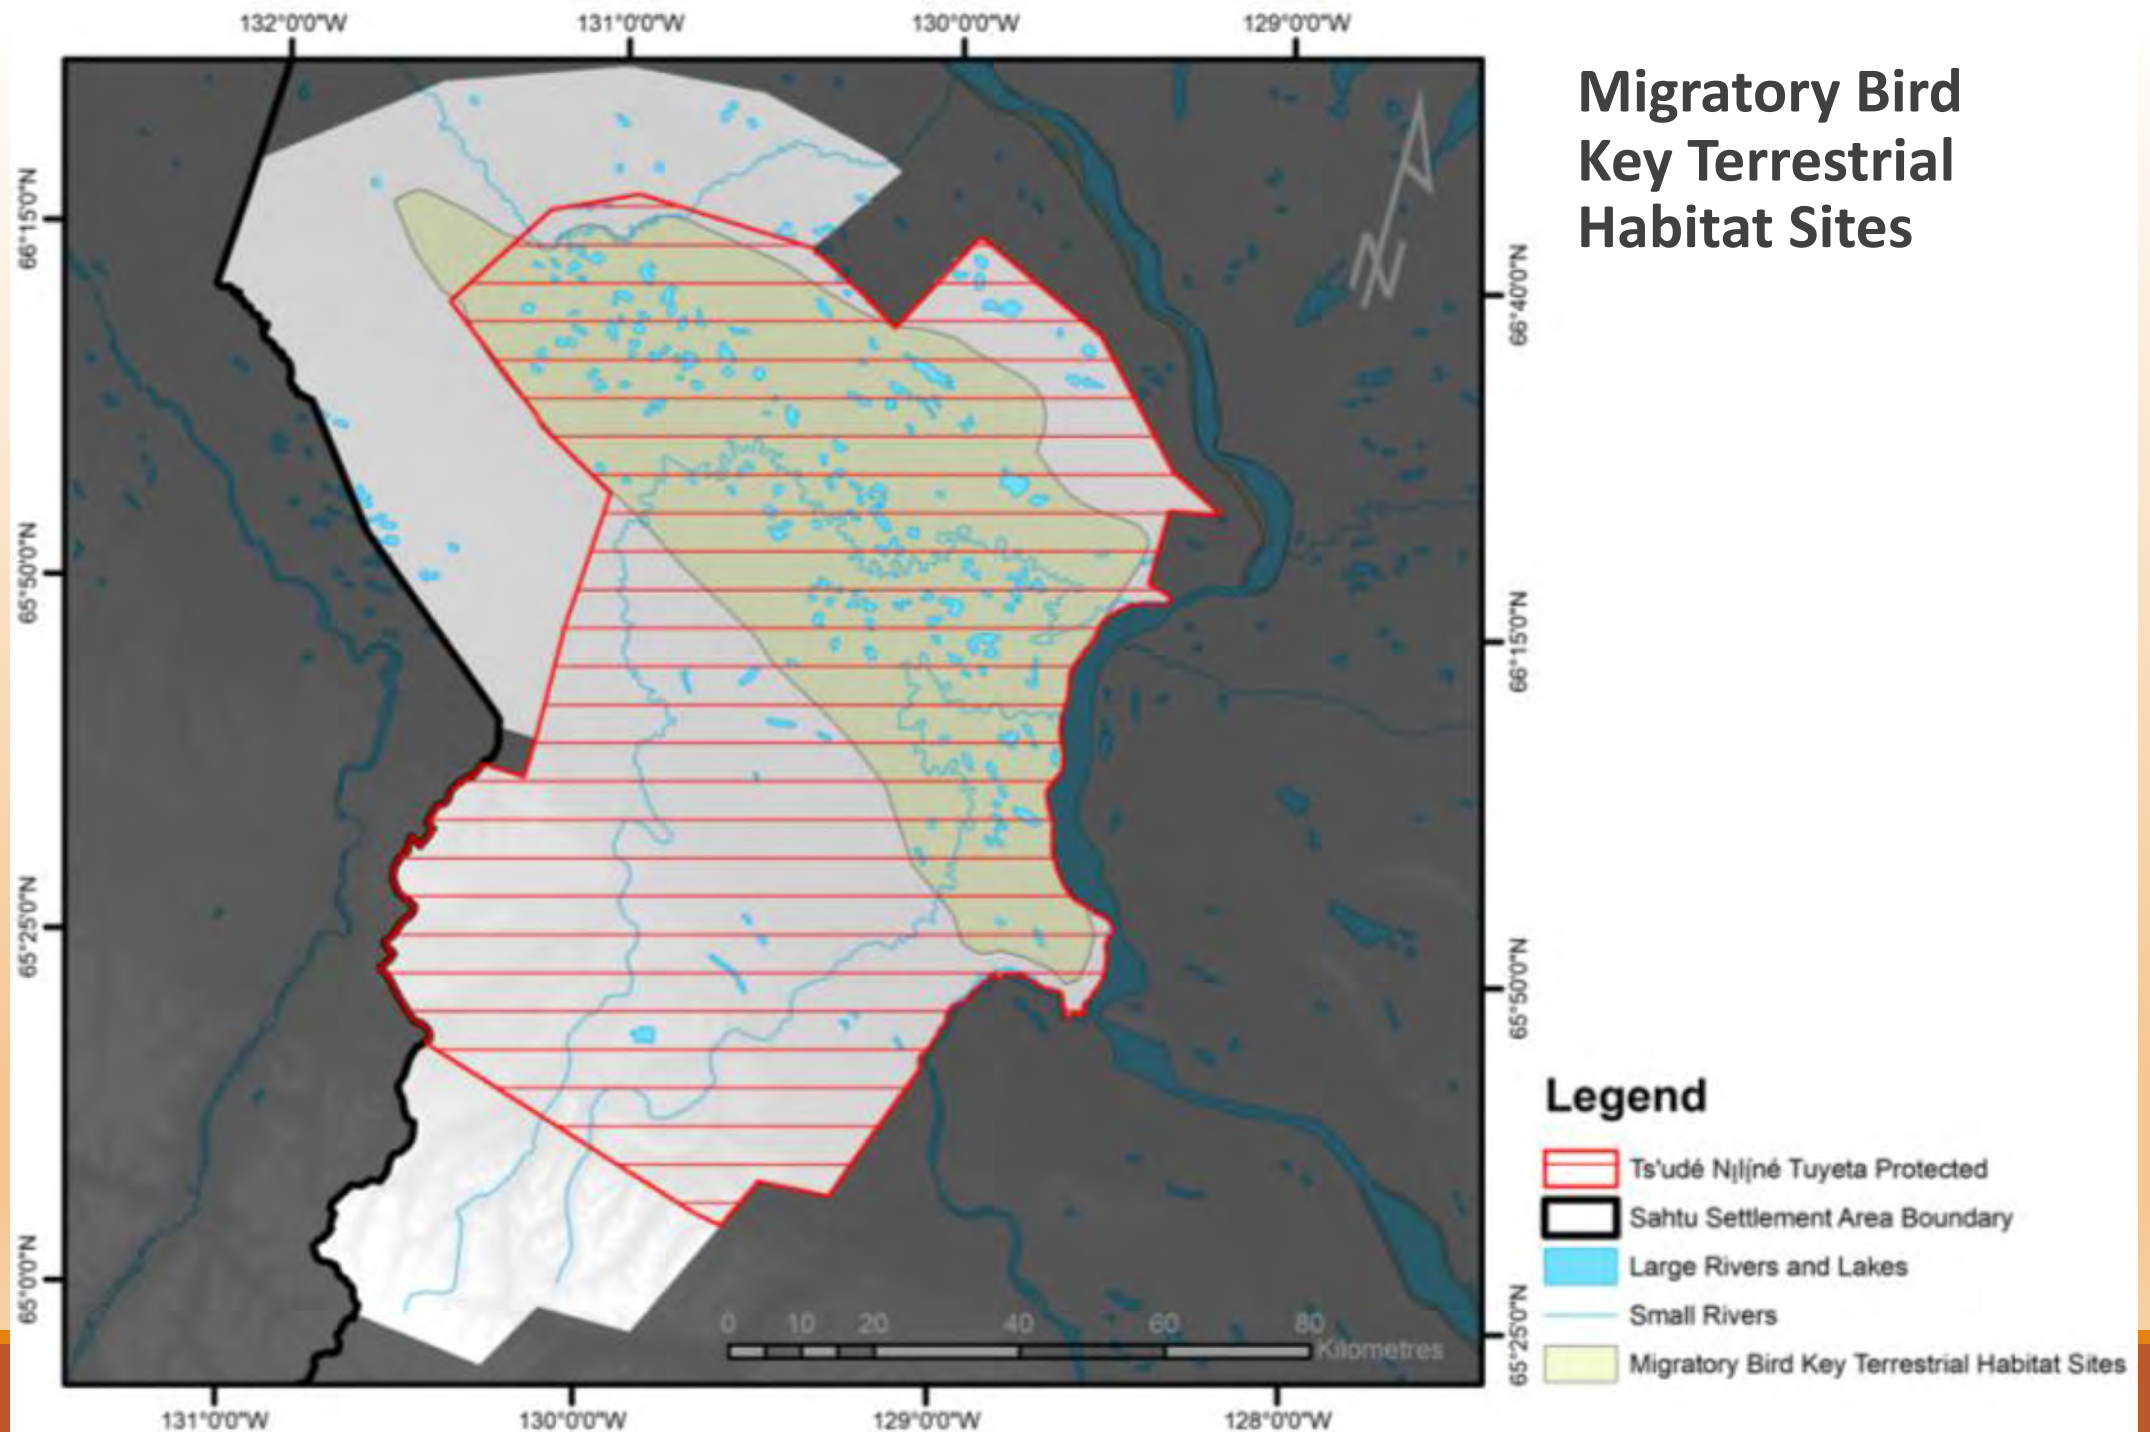 132°0'0"W 131°0'0"W 130°0'0"W 129°0'0"W
Migratory Bird
Key Terrestrial
Habitat Sites
66°15'0"N
66°40'0"N
N
65°50'0"N
66°15'0"N
65°25'0"N
65°50'0"N
65°0'0"N
65°25'0"N
0 10 20 40 60 80
Kilometres
131°0'0"W 130°0'0"W 129°0'0"W 128°0'0"W
Legend
Ts'udé Nı̨lı̨́né Tuyeta Protected
Sahtu Settlement Area Boundary
Large Rivers and Lakes
Small Rivers
Migratory Bird Key Terrestrial Habitat Sites